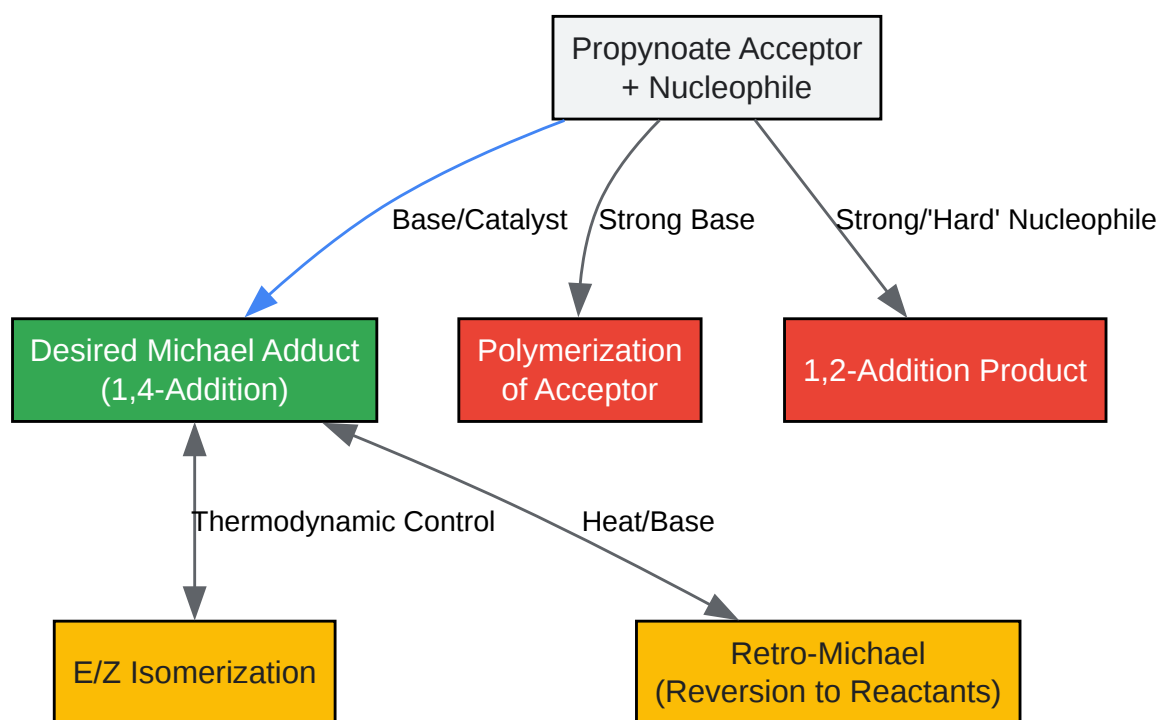 Propynoate Acceptor
+ Nucleophile
Base/Catalyst
Strong Base
Strong/'Hard' Nucleophile
Desired Michael Adduct
(1,4-Addition)
Polymerization
of Acceptor
1,2-Addition Product
Thermodynamic Control
Heat/Base
E/Z Isomerization
Retro-Michael
(Reversion to Reactants)